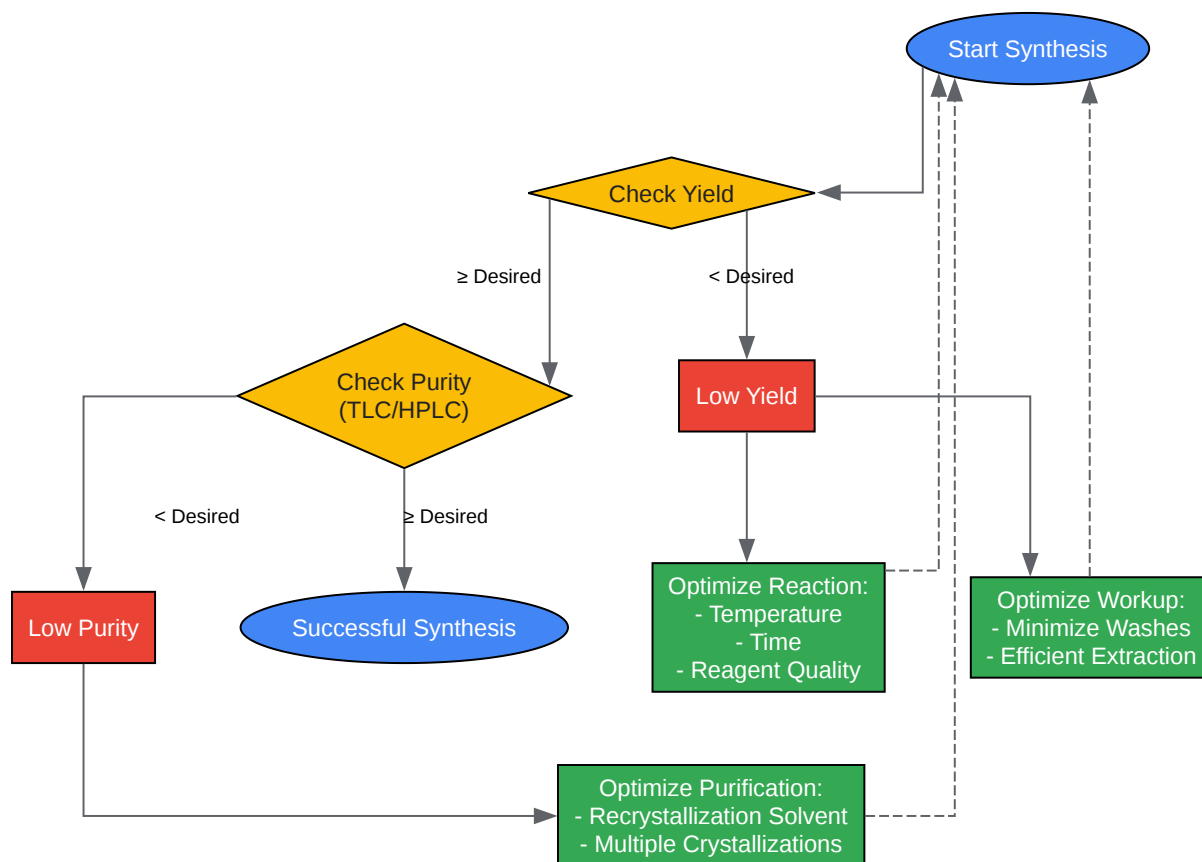 Start Synthesis
Check Yield
≥ Desired
< Desired
Check Purity
(TLC/HPLC)
Low Yield
< Desired
≥ Desired
Low Purity
Successful Synthesis
Optimize Reaction:
- Temperature
- Time
- Reagent Quality
Optimize Workup:
- Minimize Washes
- Efficient Extraction
Optimize Purification:
- Recrystallization Solvent
- Multiple Crystallizations